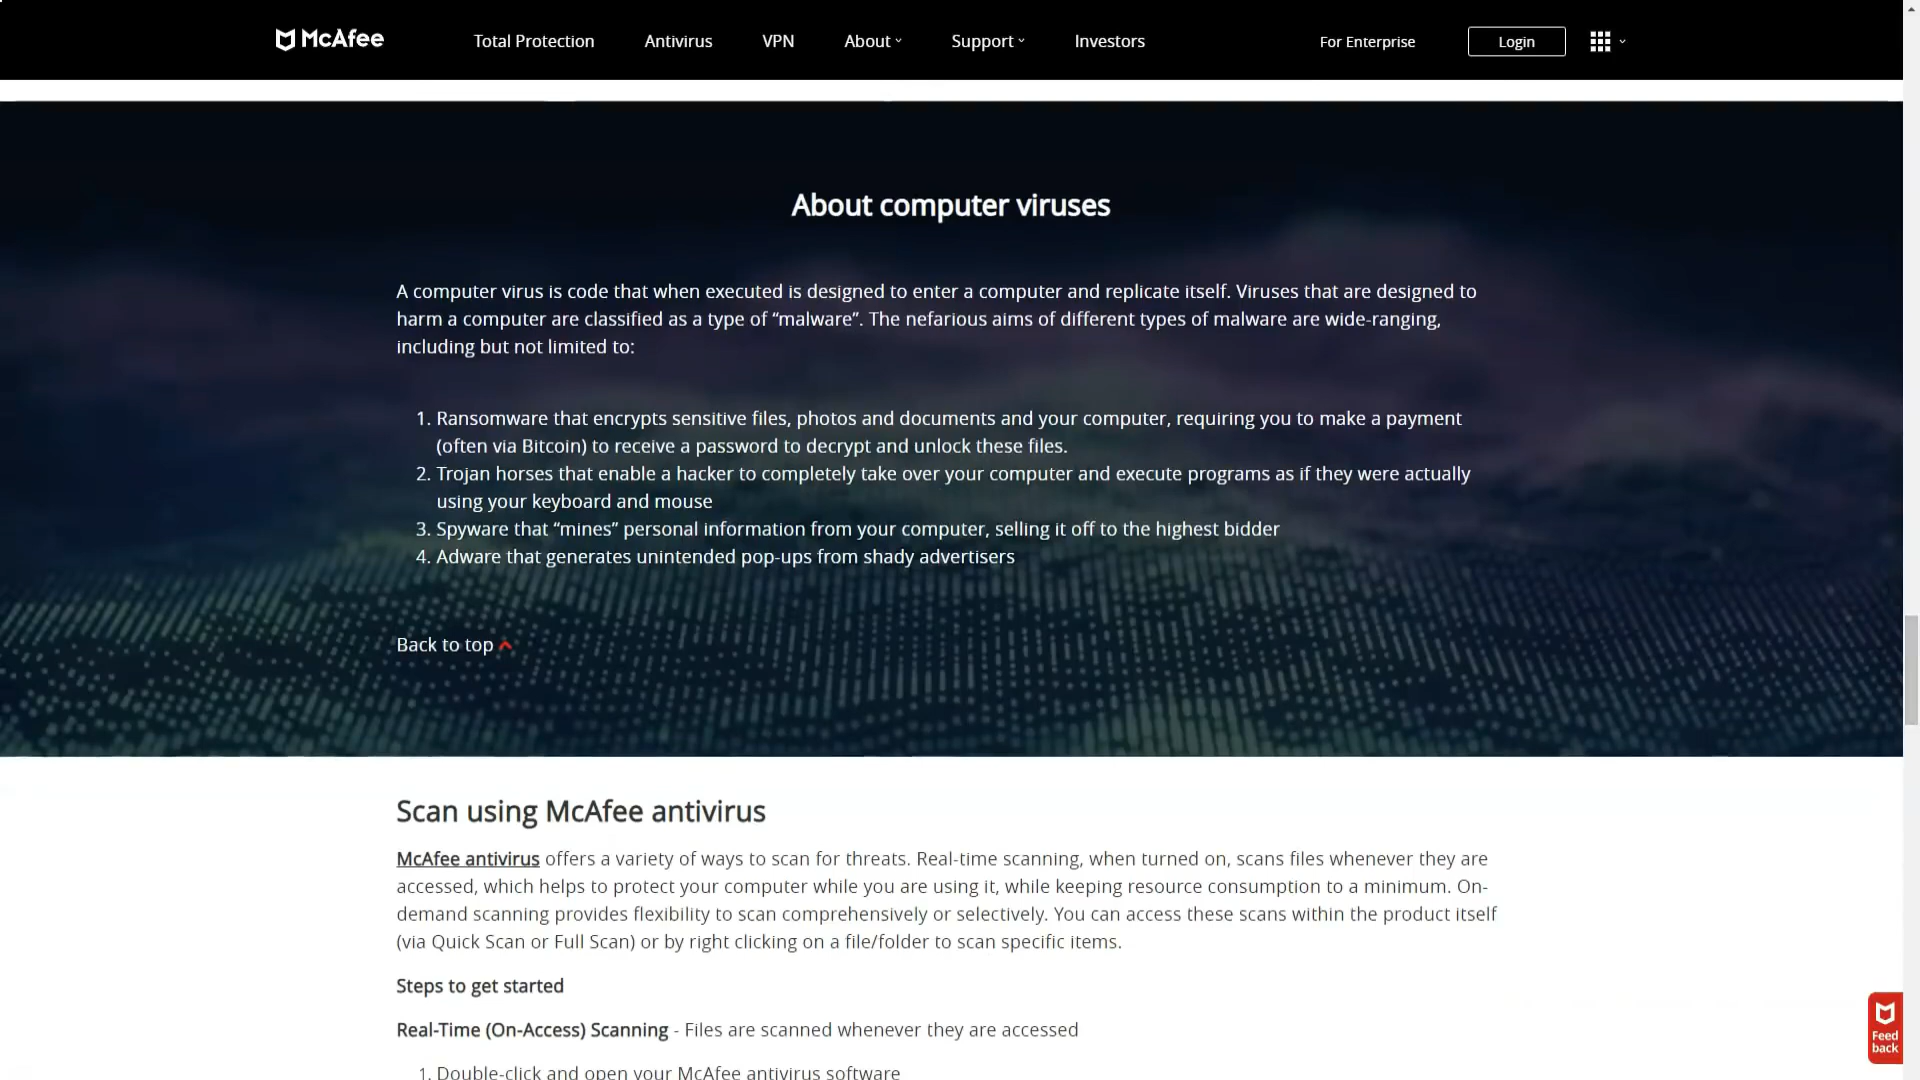 McAfee
Total Protection
Antivirus
VPN
About
Support
Investors
For Enterprise
Login
About computer viruses
A computer virus is code that when executed is designed to enter a computer and replicate itself. Viruses that are designed to
harm a computer are classified as a type of “malware”. The nefarious aims of different types of malware are wide-ranging,
including but not limited to:
1. Ransomware that encrypts sensitive files, photos and documents and your computer, requiring you to make a payment
(often via Bitcoin) to receive a password to decrypt and unlock these files.
2. Trojan horses that enable a hacker to completely take over your computer and execute programs as if they were actually
using your keyboard and mouse
3. Spyware that “mines” personal information from your computer, selling it off to the highest bidder
4. Adware that generates unintended pop-ups from shady advertisers
Back to top
Scan using McAfee antivirus
McAfee antivirus offers a variety of ways to scan for threats. Real-time scanning, when turned on, scans files whenever they are
accessed, which helps to protect your computer while you are using it, while keeping resource consumption to a minimum. On-
demand scanning provides flexibility to scan comprehensively or selectively. You can access these scans within the product itself
(via Quick Scan or Full Scan) or by right clicking on a file/folder to scan specific items.
Steps to get started
Real-Time (On-Access) Scanning - Files are scanned whenever they are accessed
1. Double-click and open your McAfee antivirus software
Feed
back